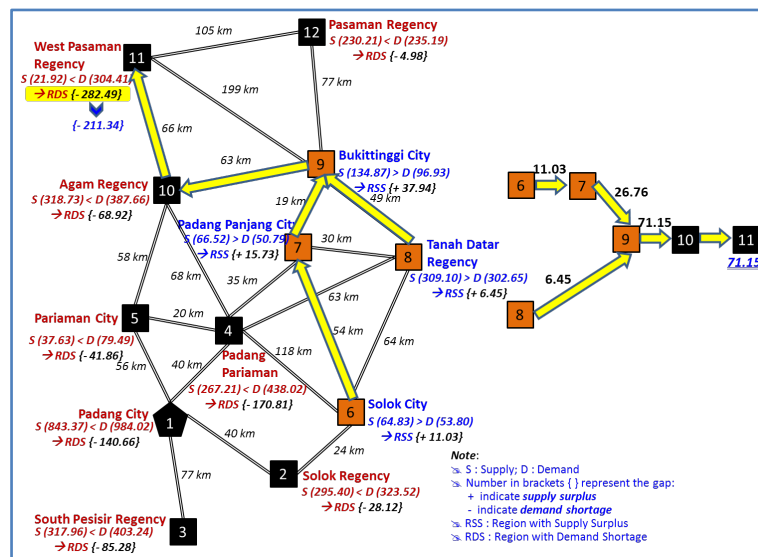 105 km
Pasaman Regency
12
S (230.21) < D (235.19)
→ RDS {- 4.98}
West Pasaman
Regency
11
S (21.92) < D (304.41)
→ RDS {- 282.49}
{- 211.34}
199 km
77 km
66 km
63 km
Bukittinggi City
9
S (134.87) > D (96.93)
→ RSS {+ 37.94}
Agam Regency
10
S (318.73) < D (387.66)
→ RDS {- 68.92}
19 km
49 km
Padang Panjang City
7
S (66.52) > D (50.79)
→ RSS {+ 15.73}
30 km
8
Tanah Datar
Regency
S (309.10) > D (302.65)
→ RSS {+ 6.45}
58 km
68 km
35 km
63 km
54 km
64 km
Pariaman City
5
S (37.63) < D (79.49)
→ RDS {- 41.86}
20 km
4
Padang
Pariaman
S (267.21) < D (438.02)
→ RDS {- 170.81}
56 km
40 km
118 km
Solok City
6
S (64.83) > D (53.80)
→ RSS {+ 11.03}
Padang City
1
S (843.37) < D (984.02)
→ RDS {- 140.66}
40 km
24 km
77 km
2
Solok Regency
S (295.40) < D (323.52)
→ RDS {- 28.12}
South Pesisir Regency
3
S (317.96) < D (403.24)
→ RDS {- 85.28}
6
11.03
7
26.76
9
71.15
10
11
71.15
8
6.45
Note:
S : Supply; D : Demand
Number in brackets { } represent the gap:
+ indicate supply surplus
- indicate demand shortage
RSS : Region with Supply Surplus
RDS : Region with Demand Shortage